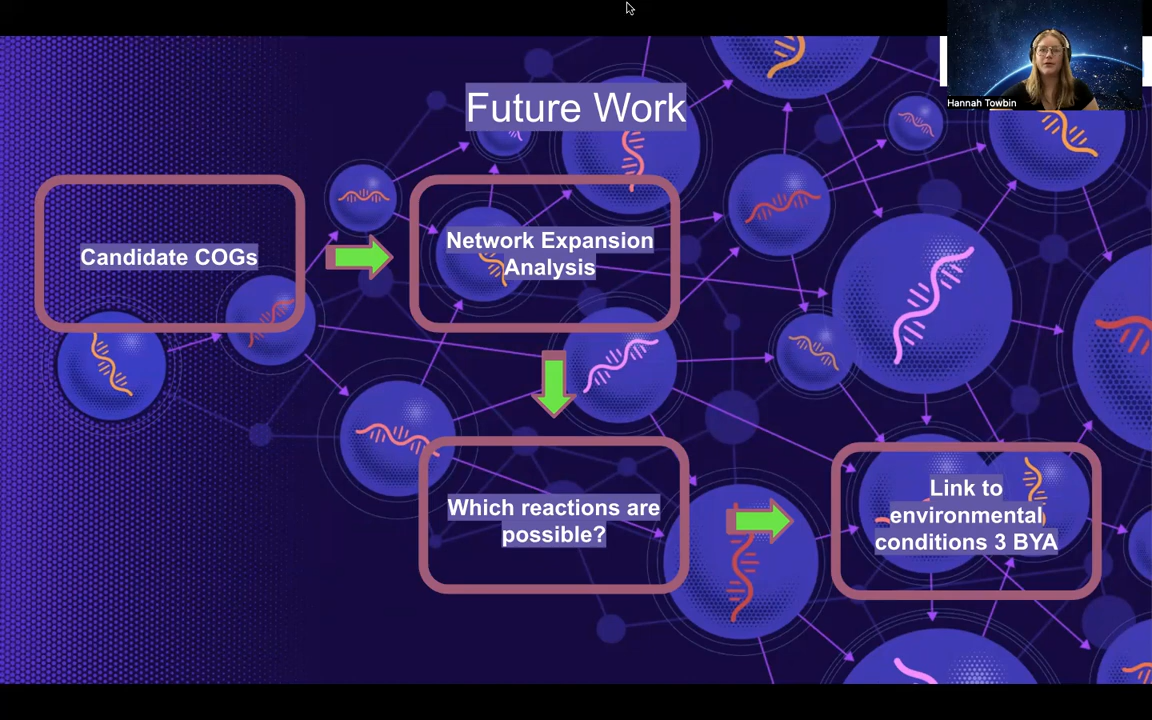 Future Work
Hannah Towbin
Candidate COGs
Network Expansion
Analysis
Which reactions are
possible?
Link to
environmental
conditions 3 BYA